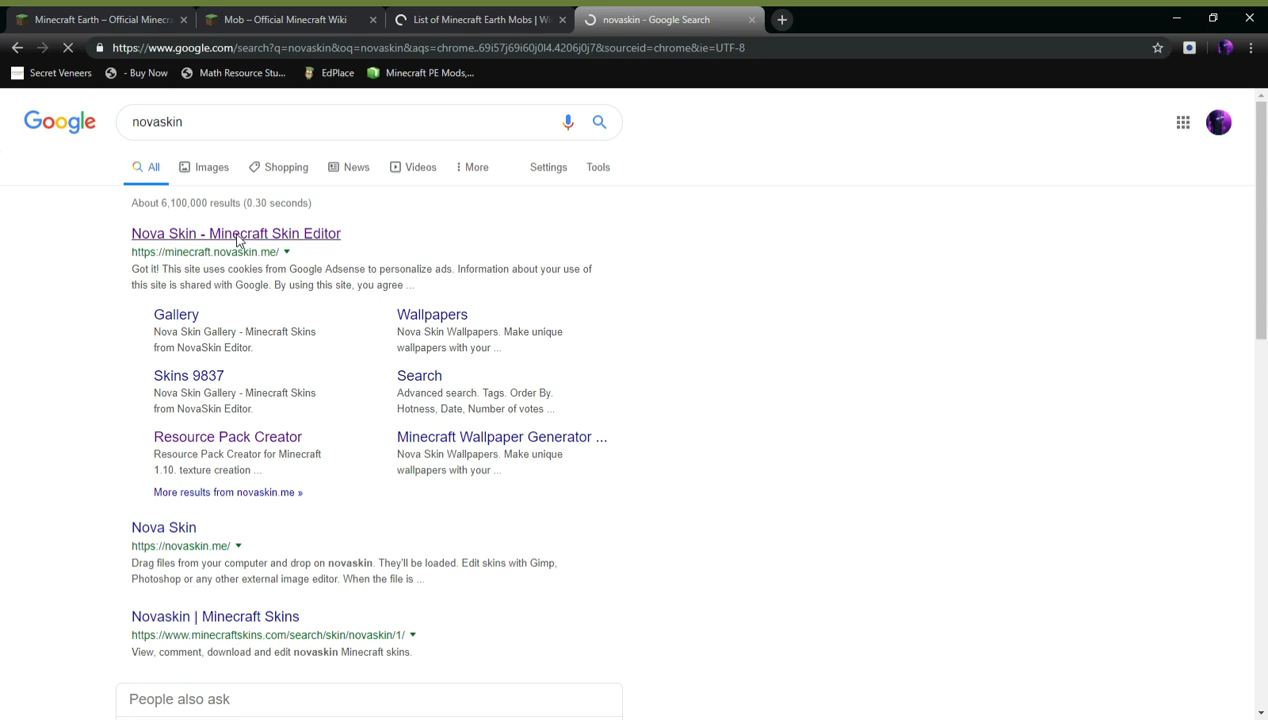 Minecraft Earth – Official Minecr
Mob – Official Minecraft Wiki
List of Minecraft Earth Mobs | Wi
novaskin - Google Search
https://www.google.com/search?q=novaskin&oq=novaskin&aqs=chrome..69i57j69i60j0l4.4206j0j7&sourceid=chrome&ie=UTF-8
Secret Veneers
- Buy Now
Math Resource Stu...
EdPlace
Minecraft PE Mods,...
Google
novaskin
All
Images
Shopping
News
Videos
More
Settings
Tools
About 6,100,000 results (0.30 seconds)
Nova Skin - Minecraft Skin Editor
https://minecraft.novaskin.me/
Got it! This site uses cookies from Google Adsense to personalize ads. Information about your use of
this site is shared with Google. By using this site, you agree ...
Gallery
Nova Skin Gallery - Minecraft Skins
from NovaSkin Editor.
Wallpapers
Nova Skin Wallpapers. Make unique
wallpapers with your ...
Skins 9837
Nova Skin Gallery - Minecraft Skins
from NovaSkin Editor.
Search
Advanced search. Tags. Order By.
Hotness, Date, Number of votes ...
Resource Pack Creator
Resource Pack Creator for Minecraft
1.10. texture creation ...
Minecraft Wallpaper Generator ...
Nova Skin Wallpapers. Make unique
wallpapers with your ...
More results from novaskin.me »
Nova Skin
https://novaskin.me/
Drag files from your computer and drop on novaskin. They'll be loaded. Edit skins with Gimp,
Photoshop or any other external image editor. When the file is ...
Novaskin | Minecraft Skins
https://www.minecraftskins.com/search/skin/novaskin/1/
View, comment, download and edit novaskin Minecraft skins.
People also ask